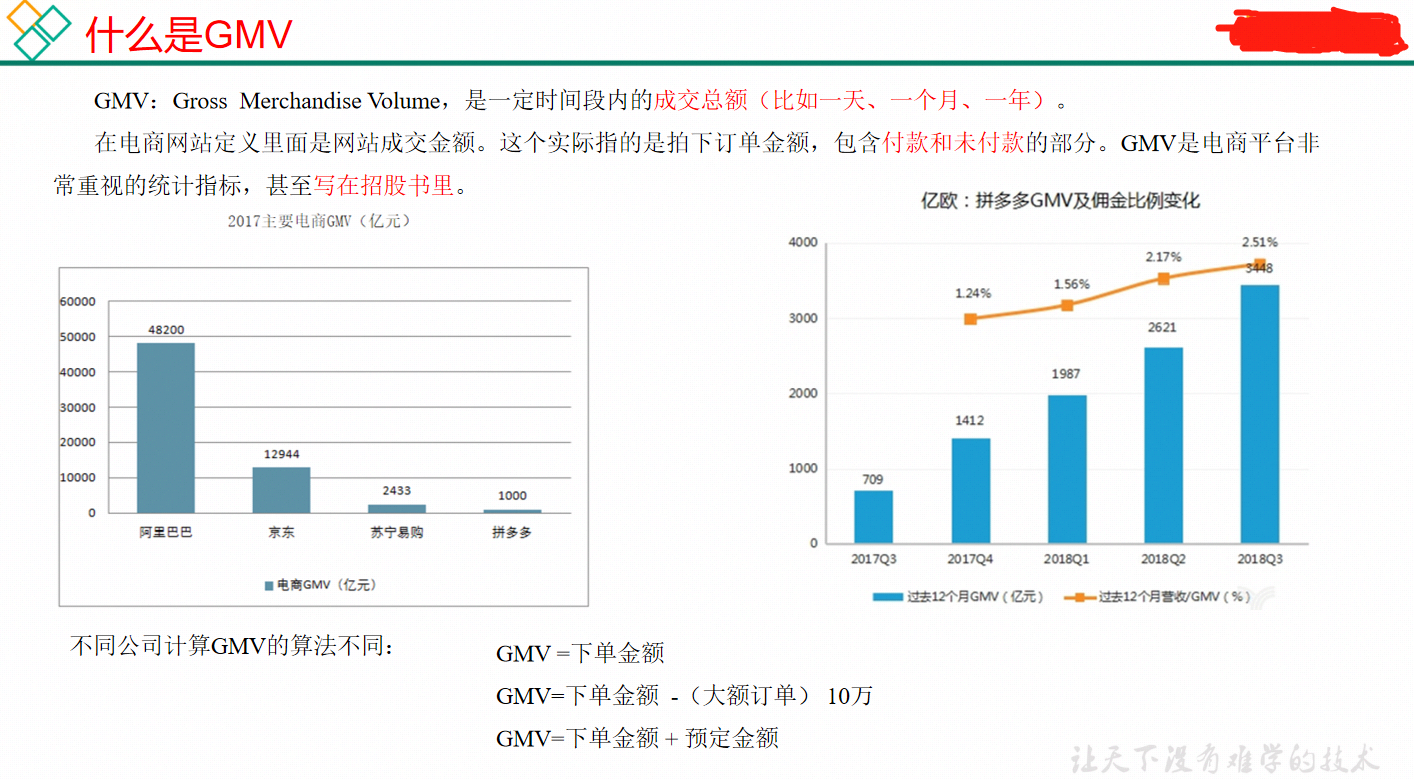 什么是GMV
GMV：Gross Merchandise Volume，是一定时间段内的成交总额（比如一天、一个月、一年）。
在电商网站定义里面是网站成交金额。这个实际指的是拍下订单金额，包含付款和未付款的部分。GMV是电商平台非
常重视的统计指标，甚至写在招股书里。
2017主要电商GMV（亿元）
60000
50000
40000
30000
20000
10000
0
48200
12944
2433
1000
阿里巴巴 京东 苏宁易购 拼多多
电商GMV（亿元）
亿欧：拼多多GMV及佣金比例变化
4000
3000
2000
1000
0
1.24%
1.56%
2.17%
2.51%
709
1412
1987
2621
3448
2017Q3 2017Q4 2018Q1 2018Q2 2018Q3
过去12个月GMV（亿元） 过去12个月营收/GMV（%）
不同公司计算GMV的算法不同：
GMV =下单金额
GMV=下单金额 -（大额订单） 10万
GMV=下单金额 + 预定金额
让天下没有难学的技术